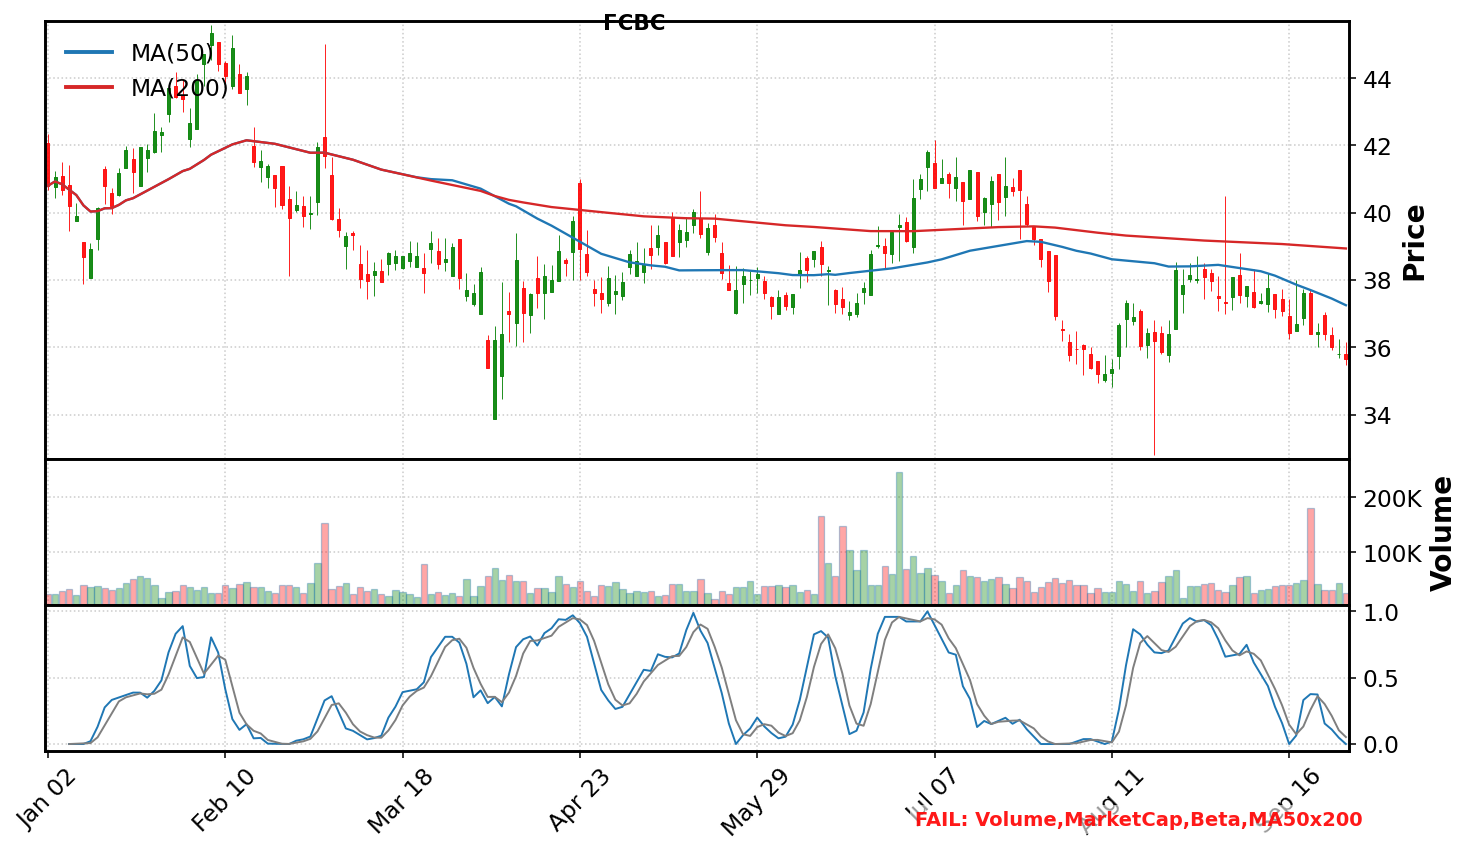 FCBC
MA(50)
MA(200)
44
42
40
38
36
34
Price
200K
100K
Volume
1.0
0.5
0.0
Jan 02
Feb 10
Mar 18
Apr 23
May 29
Jul 07
Aug 11
Sep 16
FAIL: Volume,MarketCap,Beta,MA50x200